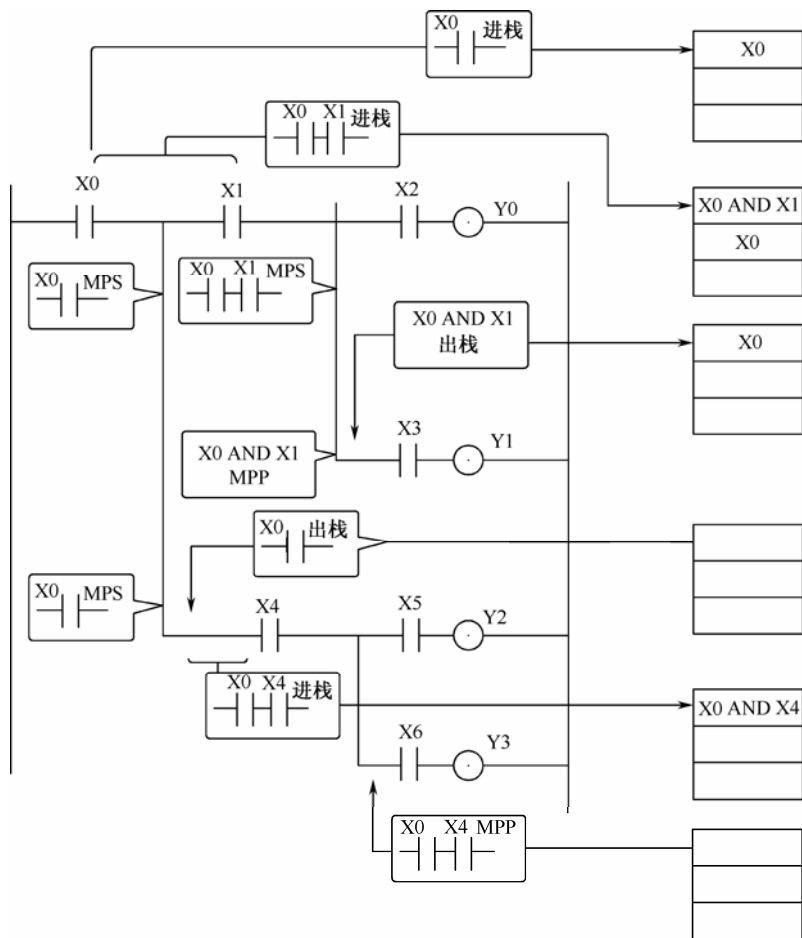 X0 进栓
X0
X0 X1 进栈
X0
X1
X2
Y0
X0 AND X1
X0
X0 MPS
X0 X1 MPS
X0 AND X1
出栈
X0
X3
Y1
X0 AND X1
MPP
X0 出栈
X0 MPS
X4
X5
Y2
X0 X4 进栈
X0 AND X4
X6
Y3
X0 X4 MPP